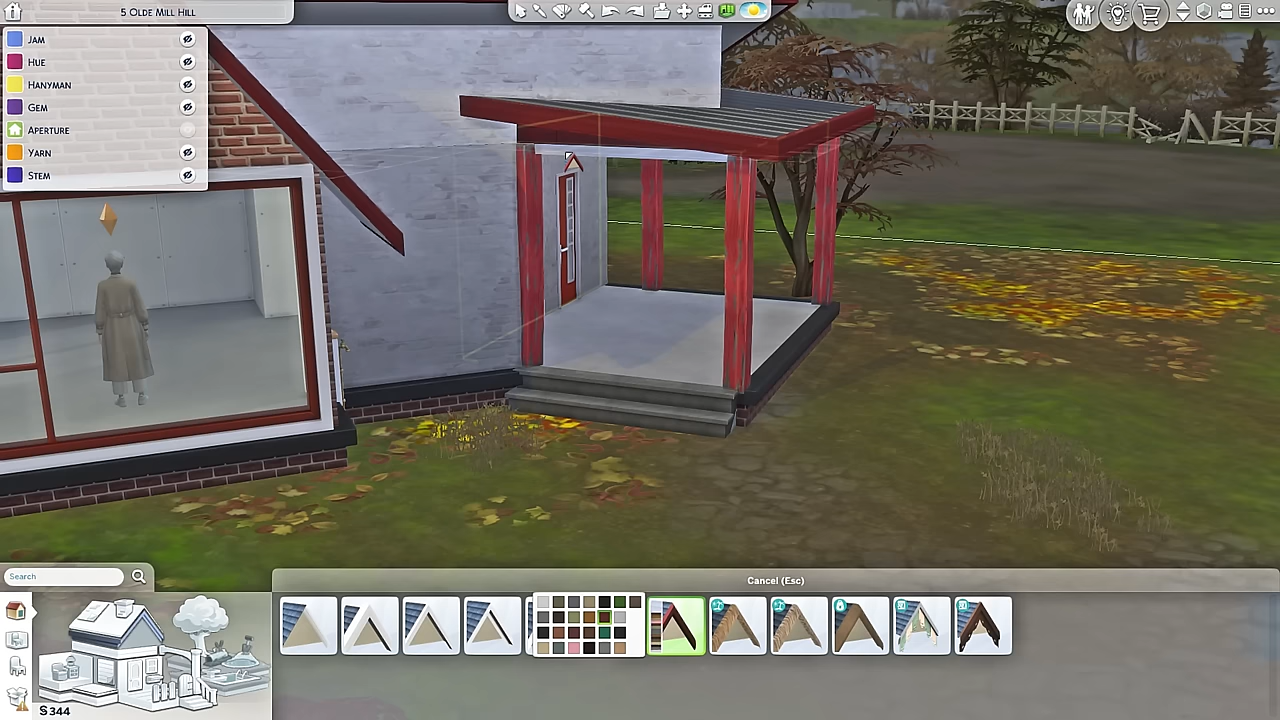 5 OLDE MILL HILL
JAM
HUE
HANYMAN
GEM
APERTURE
YARN
STEM
Search
Cancel (Esc)
§344